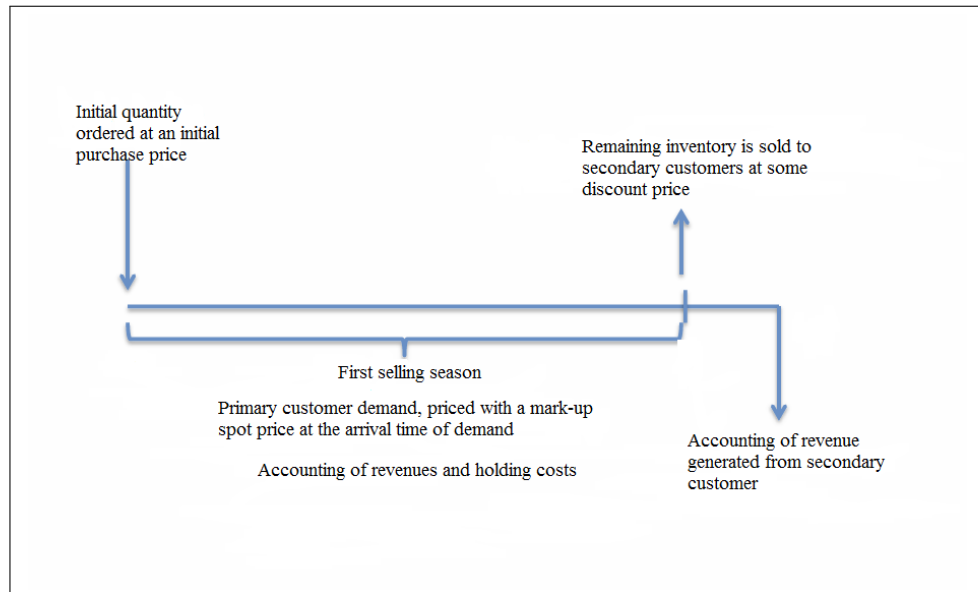 Initial quantity
ordered at an initial
purchase price
Remaining inventory is sold to
secondary customers at some
discount price
First selling season
Primary customer demand, priced with a mark-up
spot price at the arrival time of demand
Accounting of revenues and holding costs
Accounting of revenue
generated from secondary
customer